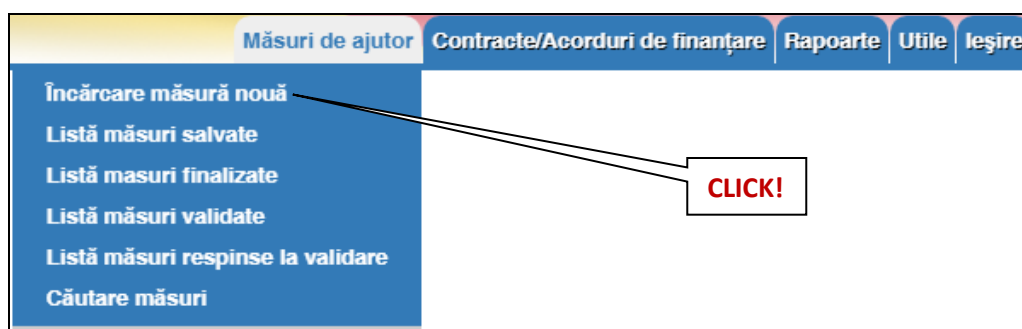 Măsuri de ajutor Contracte/Acorduri de finanțare Rapoarte Utile Ieșire
Încărcare măsură nouă
Listă măsuri salvate
Listă masuri finalizate
Listă măsuri validate
Listă măsuri respinse la validare
Căutare măsuri
CLICK!